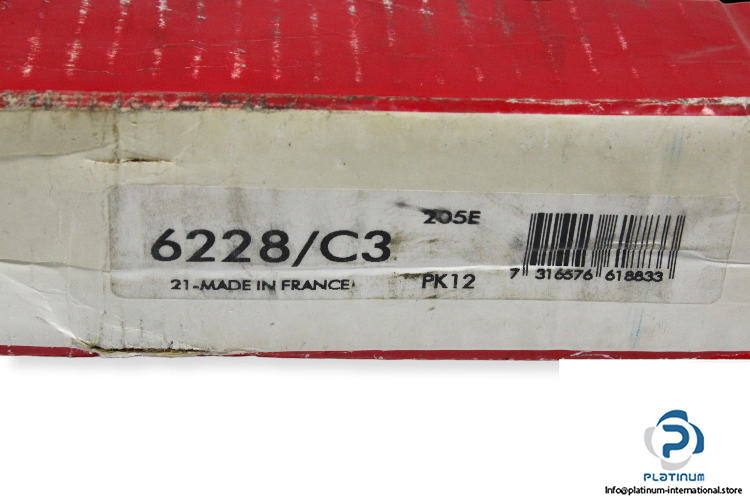 205E
6228/C3
21-MADE IN FRANCE
PK12
7 316576 618833
PLATINUM
Info@platinum-international.store